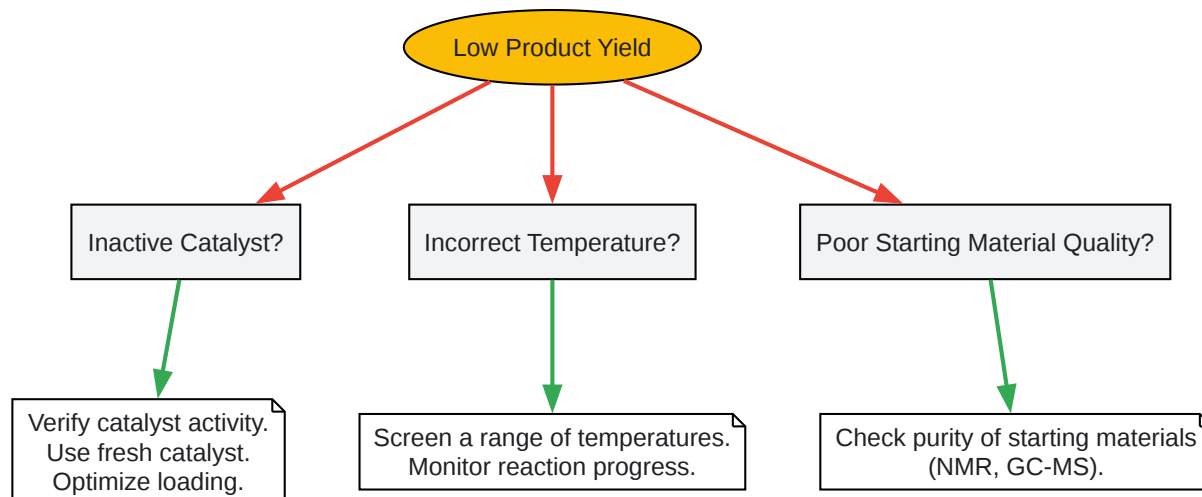 Low Product Yield
Inactive Catalyst?
Incorrect Temperature?
Poor Starting Material Quality?
Verify catalyst activity.
Use fresh catalyst.
Optimize loading.
Screen a range of temperatures.
Monitor reaction progress.
Check purity of starting materials
(NMR, GC-MS).